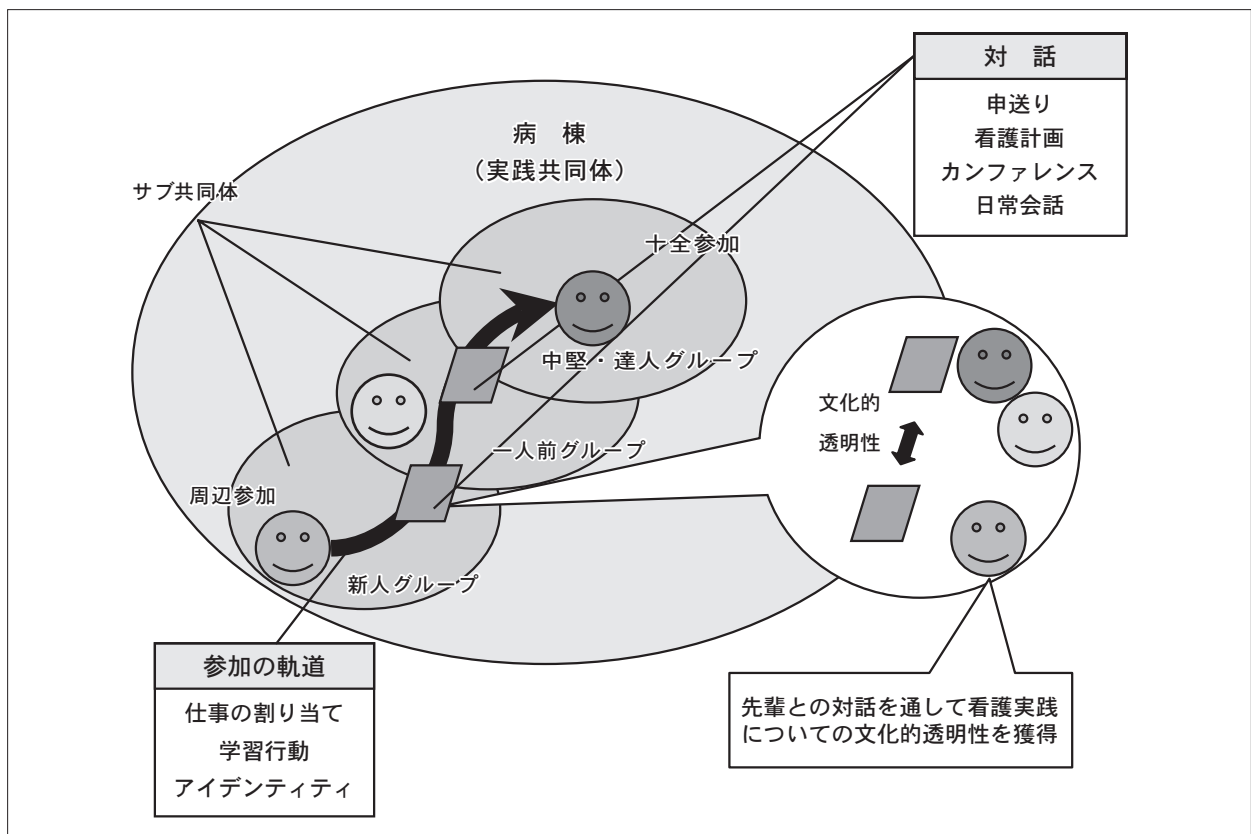 対　話
申送り
看護計画
カンファレンス
日常会話
病　棟
（実践共同体）
サブ共同体
十全参加
中堅・達人グループ
文化的
透明性
一人前グループ
周辺参加
新人グループ
参加の軌道
仕事の割り当て
学習行動
アイデンティティ
先輩との対話を通して看護実践
についての文化的透明性を獲得